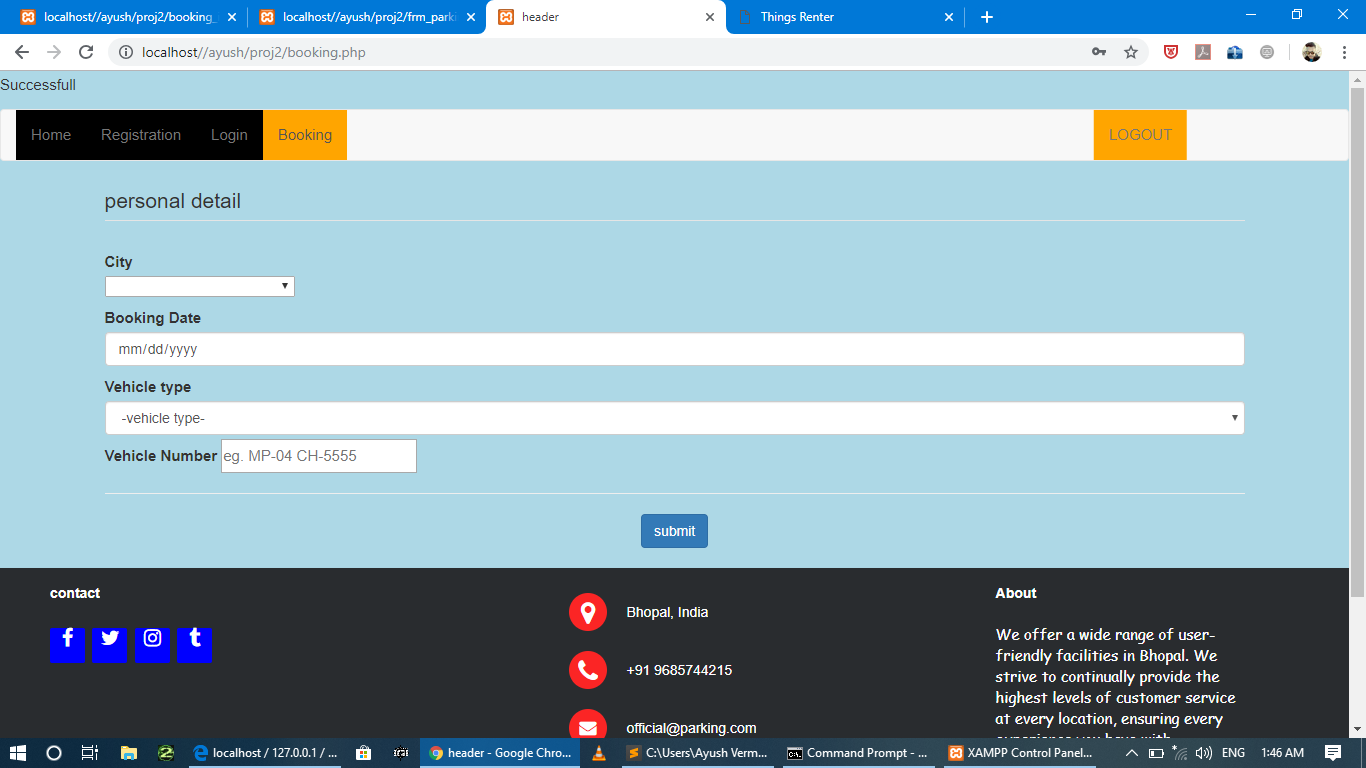 localhost//ayush/proj2/booking_
localhost//ayush/proj2/frm_parki
header
Things Renter
localhost//ayush/proj2/booking.php
Successfull
Home
Registration
Login
Booking
LOGOUT
personal detail
City
Booking Date
mm/dd/yyyy
Vehicle type
-vehicle type-
Vehicle Number
eg. MP-04 CH-5555
submit
contact
Bhopal, India
+91 9685744215
official@parking.com
About
We offer a wide range of user-
friendly facilities in Bhopal. We
strive to continually provide the
highest levels of customer service
at every location, ensuring every
experience you have with
localhost / 127.0.0.1 / l...
header - Google Chro...
C:\Users\Ayush Verm...
Command Prompt - ...
XAMPP Control Panel...
ENG
1:46 AM